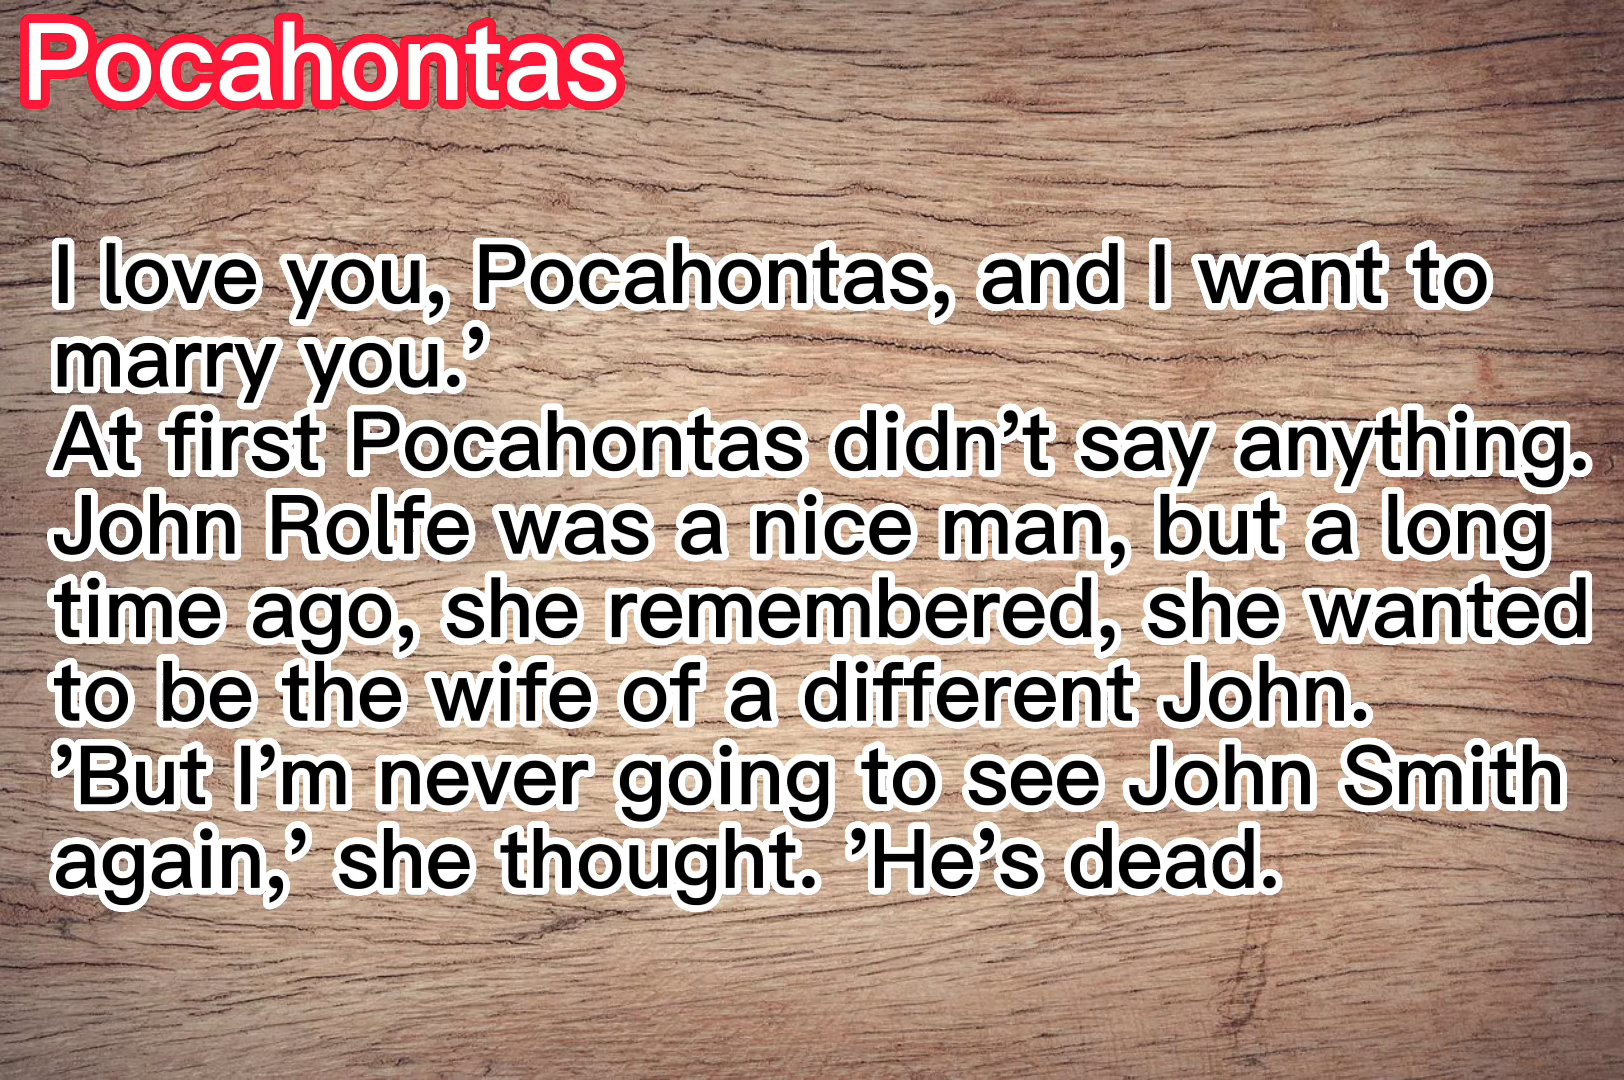 Pocahontas
I love you, Pocahontas, and I want to
marry you.’
At first Pocahontas didn’t say anything.
John Rolfe was a nice man, but a long
time ago, she remembered, she wanted
to be the wife of a different John.
’But I’m never going to see John Smith
again,’ she thought. ’He’s dead.